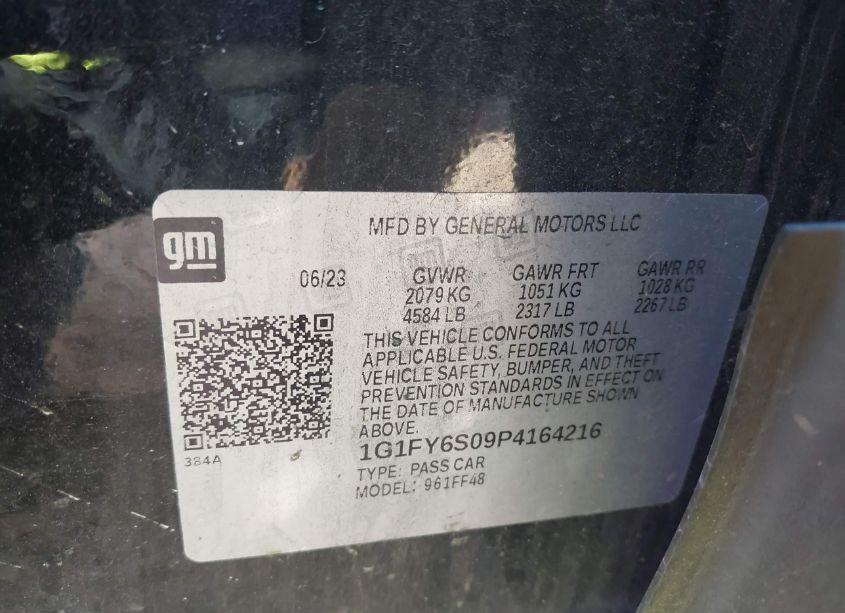 gm
MFD BY GENERAL MOTORS LLC
06/23 GVWR GAWR FRT GAWR RR
2079 KG 1051 KG 1028 KG
4584 LB 2317 LB 2267 LB
THIS VEHICLE CONFORMS TO ALL
APPLICABLE U.S. FEDERAL MOTOR
VEHICLE SAFETY, BUMPER, AND THEFT
PREVENTION STANDARDS IN EFFECT ON
THE DATE OF MANUFACTURE SHOWN
ABOVE.
384A
1G1FY6S09P4164216
TYPE: PASS CAR
MODEL: 961FF48